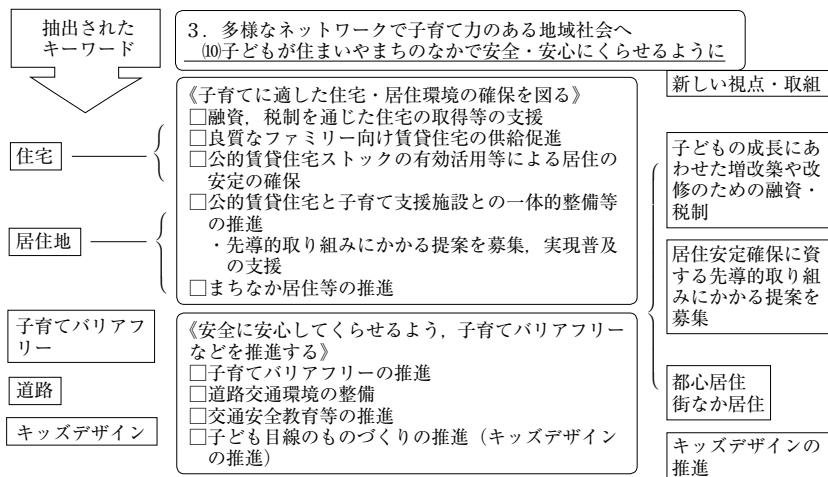 抽出された
キーワード
3．多様なネットワークで子育て力のある地域社会へ
⑽子どもが住まいやまちのなかで安全・安心にくらせるように
新しい視点・取組
《子育てに適した住宅・居住環境の確保を図る》
□融資，税制を通じた住宅の取得等の支援
□良質なファミリー向け賃貸住宅の供給促進
□公的賃貸住宅ストックの有効活用等による居住の
安定の確保
□公的賃貸住宅と子育て支援施設との一体的整備等
の推進
・先導的取り組みにかかる提案を募集，実現普及
の支援
□まちなか居住等の推進
住宅
居住地
子育てバリアフ
リー
道路
キッズデザイン
《安全に安心してくらせるよう，子育てバリアフリー
などを推進する》
□子育てバリアフリーの推進
□道路交通環境の整備
□交通安全教育等の推進
□子ども目線のものづくりの推進（キッズデザイン
の推進）
子どもの成長にあ
わせた増改築や改
修のための融資・
税制
居住安定確保に資
する先導的取り組
みにかかる提案を
募集
都心居住
街なか居住
キッズデザインの
推進